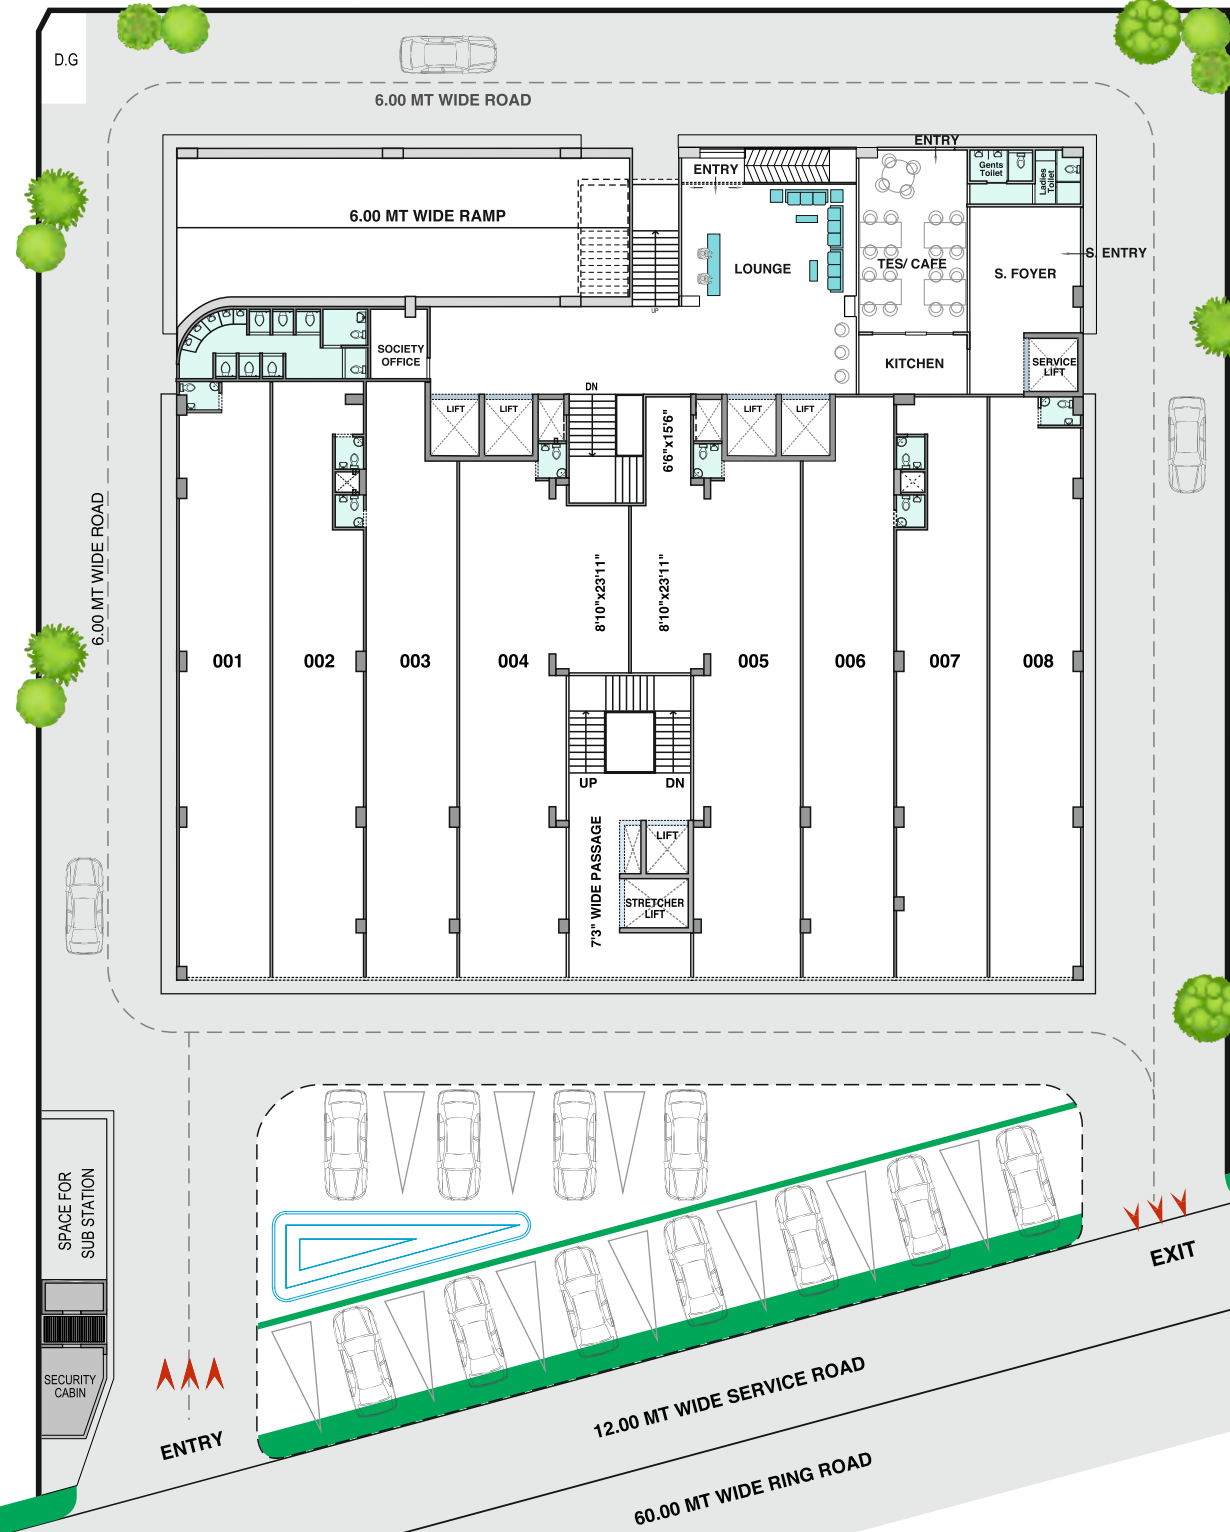 D.G
6.00 MT WIDE ROAD
ENTRY
ENTRY
Gents
Toilet
Ladies
Toilet
6.00 MT WIDE RAMP
LOUNGE
TES/ CAFE
S. ENTRY
S. FOYER
UP
SOCIETY
OFFICE
KITCHEN
SERVICE
LIFT
DN
LIFT
LIFT
LIFT
LIFT
6'6"x15'6"
6.00 MT WIDE ROAD
8'10"x23'11"
8'10"x23'11"
001
002
003
004
005
006
007
008
UP
DN
7'3" WIDE PASSAGE
LIFT
STRETCHER
LIFT
SPACE FOR
SUB STATION
SECURITY
CABIN
EXIT
ENTRY
12.00 MT WIDE SERVICE ROAD
60.00 MT WIDE RING ROAD